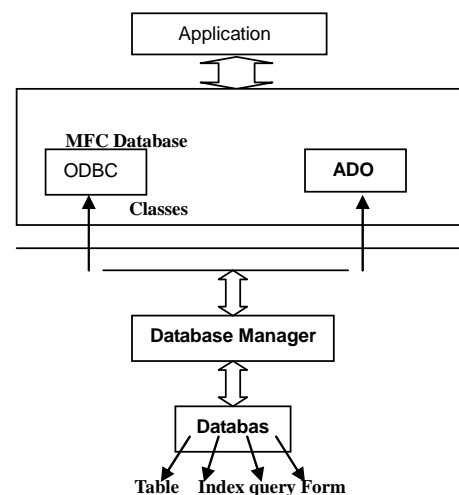 Application
MFC Database
ODBC
ADO
Classes
Database Manager
Databas
Table Index query Form